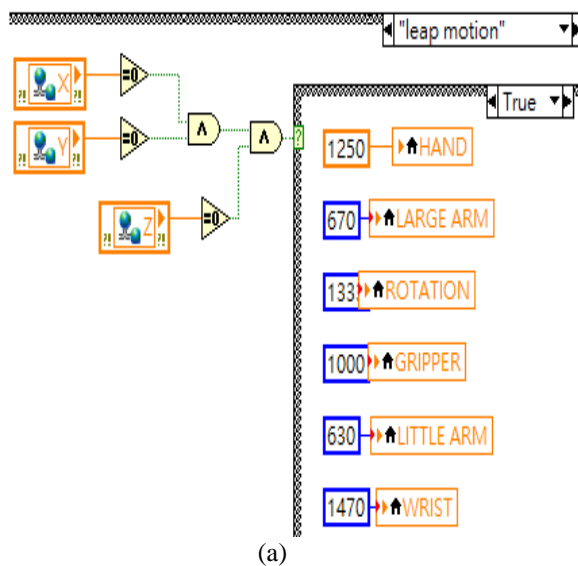 "leap motion"
True
X
=0
Y
=0
Λ
Λ
?
Z
=0
1250 HAND
670 LARGE ARM
133 ROTATION
1000 GRIPPER
630 LITTLE ARM
1470 WRIST
(a)